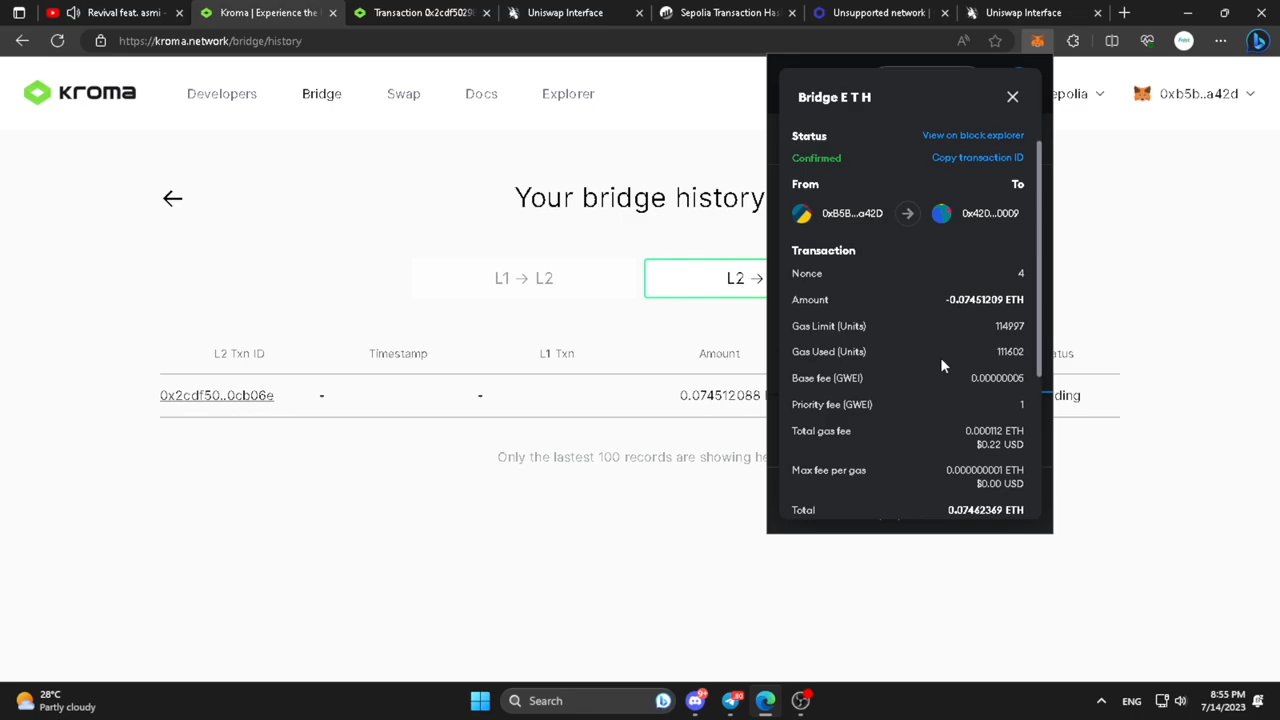 Revival feat. asmi -
Kroma | Experience the
Transaction 0x2cdf5029
Uniswap Interface
Sepolia Transaction Has
Unsupported network |
Uniswap Interface
https://kroma.network/bridge/history
kroma
Developers
Bridge
Swap
Docs
Explorer
epolia
0xb5b..a42d
Your bridge history
L1 → L2
L2 →
L2 Txn ID
Timestamp
L1 Txn
Amount
atus
0x2cdf50..0cb06e
-
-
0.074512088
ding
Only the lastest 100 records are showing he
Bridge E T H
Status
View on block explorer
Confirmed
Copy transaction ID
From
To
0xB5B...a42D
0x420...0009
Transaction
Nonce
4
Amount
-0.07451209 ETH
Gas Limit (Units)
114997
Gas Used (Units)
111602
Base fee (GWEI)
0.00000005
Priority fee (GWEI)
1
Total gas fee
0.000112 ETH
$0.22 USD
Max fee per gas
0.000000001 ETH
$0.00 USD
Total
0.07462369 ETH
28°C
Partly cloudy
Search
ENG
8:55 PM
7/14/2023